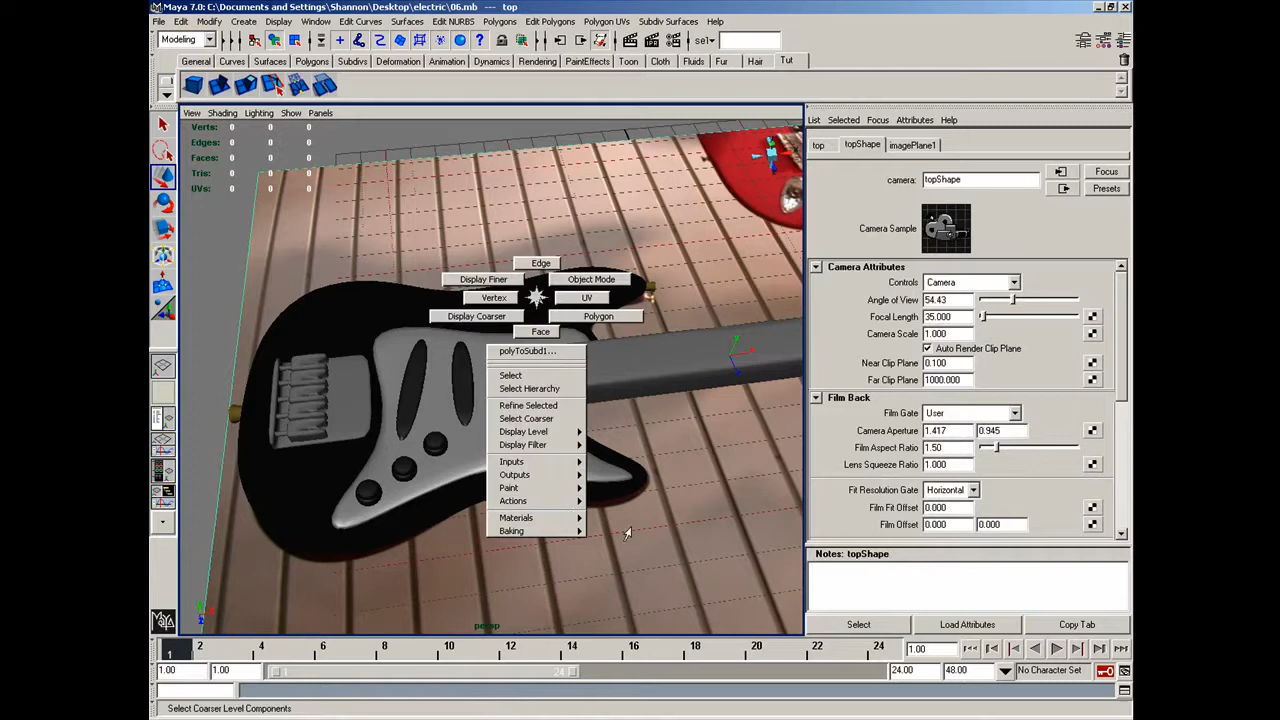 Maya 7.0: C:\Documents and Settings\Shannon\Desktop\electric\06.mb --- top
File Edit Modify Create Display Window Edit Curves Surfaces Edit NURBS Polygons Edit Polygons Polygon UVs Subdiv Surfaces Help
Modeling sel▾
General Curves Surfaces Polygons Subdivs Deformation Animation Dynamics Rendering PaintEffects Toon Cloth Fluids Fur Hair Tut
View Shading Lighting Show Panels
Verts: 0 0 0
Edges: 0 0 0
Faces: 0 0 0
Tris: 0 0 0
UVs: 0 0 0
Edge
Display Finer Object Mode
Vertex UV
Display Coarser Polygon
Face
polyToSubd1...
Select
Select Hierarchy
Refine Selected
Select Coarser
Display Level
Display Filter
Inputs
Outputs
Paint
Actions
Materials
Baking
persp
List Selected Focus Attributes Help
top topShape imagePlane1
camera: topShape Focus
Presets
Camera Sample
Camera Attributes
Controls Camera
Angle of View 54.43
Focal Length 35.000
Camera Scale 1.000
Auto Render Clip Plane
Near Clip Plane 0.100
Far Clip Plane 1000.000
Film Back
Film Gate User
Camera Aperture 1.417 0.945
Film Aspect Ratio 1.50
Lens Squeeze Ratio 1.000
Fit Resolution Gate Horizontal
Film Fit Offset 0.000
Film Offset 0.000 0.000
Notes: topShape
Select Load Attributes Copy Tab
1 2 4 6 8 10 12 14 16 18 20 22 24 1.00
1.00 1.00 1 24 24.00 48.00 No Character Set
Select Coarser Level Components